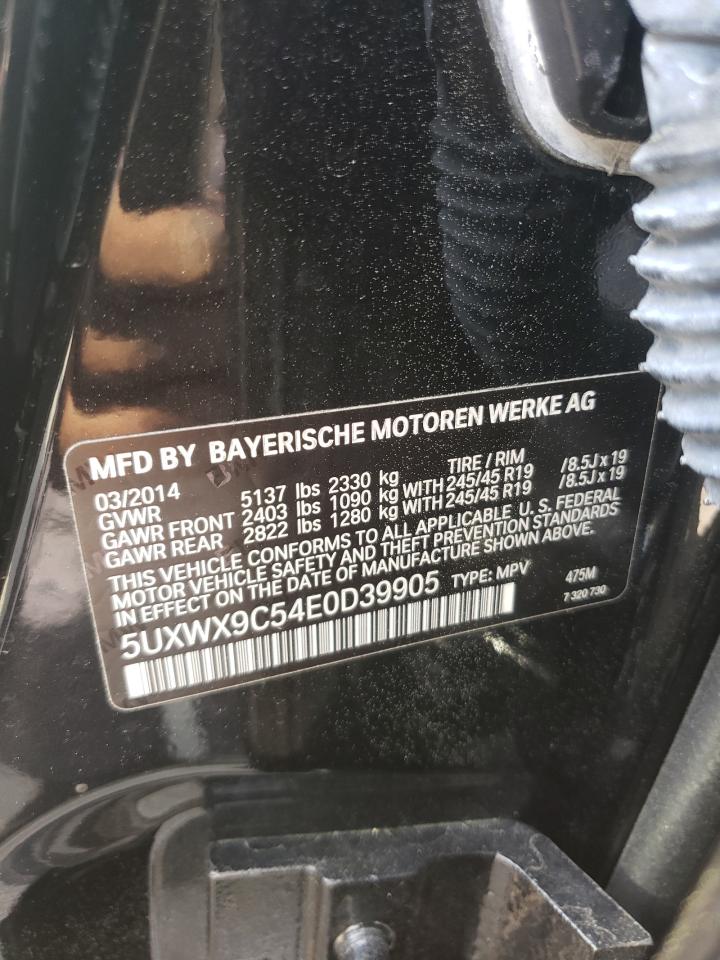 MFD BY BAYERISCHE MOTOREN WERKE AG
03/2014 TIRE / RIM
GVWR 5137 lbs 2330 kg
GAWR FRONT 2403 lbs 1090 kg WITH 245/45 R19 /8.5J x 19
GAWR REAR 2822 lbs 1280 kg WITH 245/45 R19 /8.5J x 19
THIS VEHICLE CONFORMS TO ALL APPLICABLE U. S. FEDERAL
MOTOR VEHICLE SAFETY AND THEFT PREVENTION STANDARDS
IN EFFECT ON THE DATE OF MANUFACTURE SHOWN ABOVE.
5UXWX9C54E0D39905 TYPE: MPV 475M
7 320 730